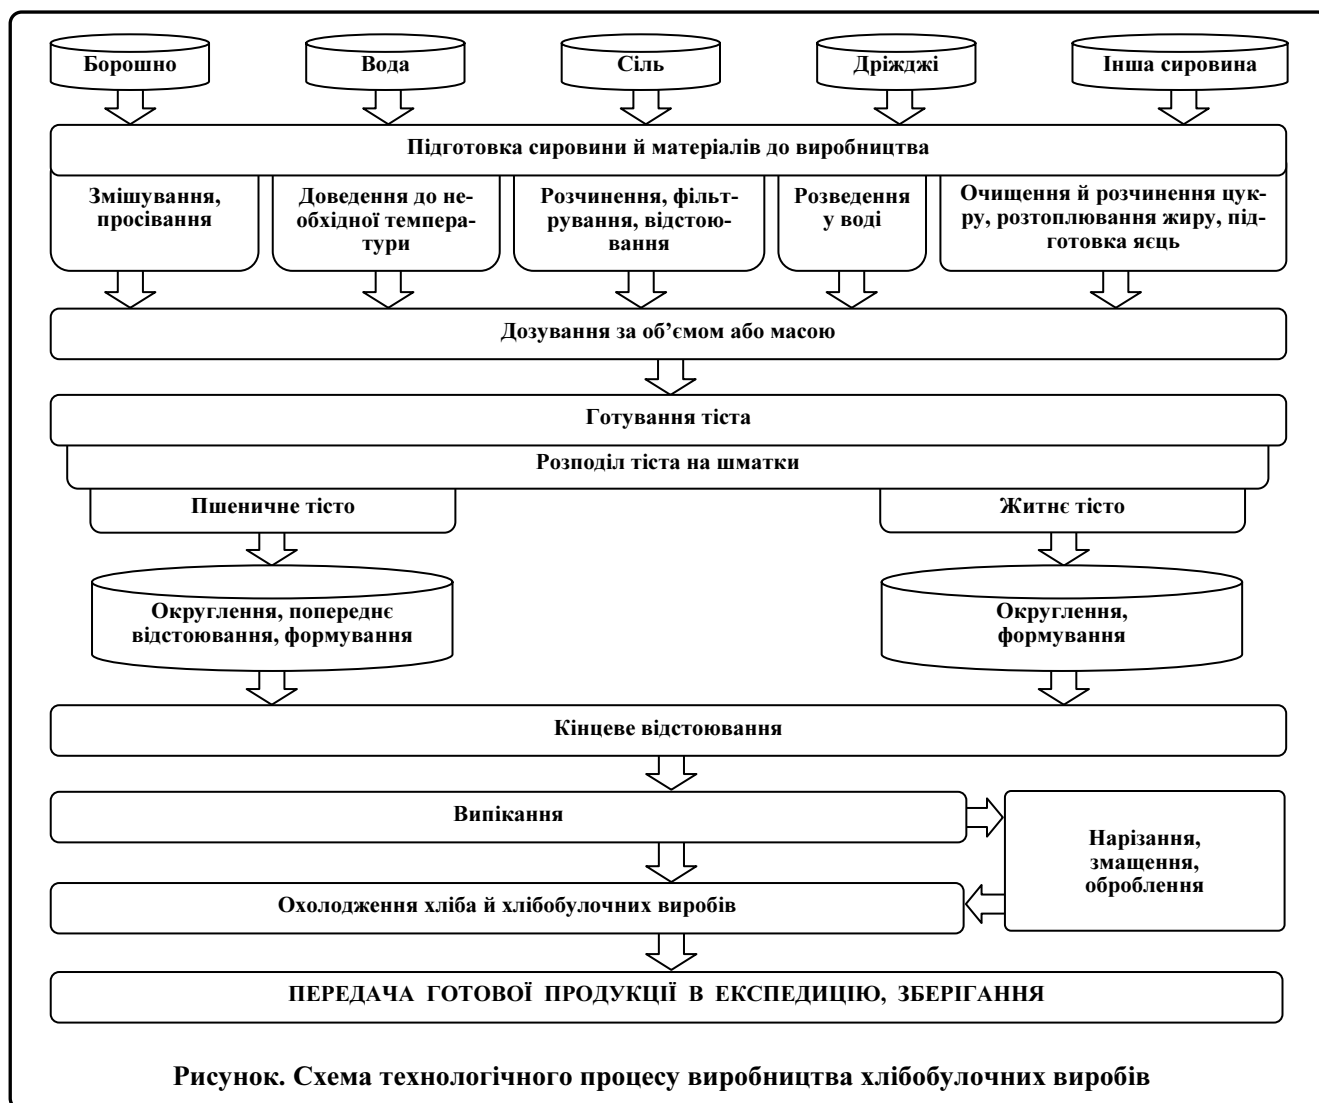 Борошно
Вода
Сіль
Дріжджі
Інша сировина
Підготовка сировини й матеріалів до виробництва
Змішування,
просівання
Доведення до не-
обхідної темпера-
тури
Розчинення, фільт-
рування, відстою-
вання
Розведення
у воді
Очищення й розчинення цук-
ру, розтоплювання жиру, під-
готовка яєць
Дозування за об’ємом або масою
Готування тіста
Розподіл тіста на шматки
Пшеничне тісто
Житнє тісто
Округлення, попереднє
відстоювання, формування
Округлення,
формування
Кінцеве відстоювання
Випікання
Нарізання,
змащення,
оброблення
Охолодження хліба й хлібобулочних виробів
ПЕРЕДАЧА ГОТОВОЇ ПРОДУКЦІЇ В ЕКСПЕДИЦІЮ, ЗБЕРІГАННЯ
Рисунок. Схема технологічного процесу виробництва хлібобулочних виробів